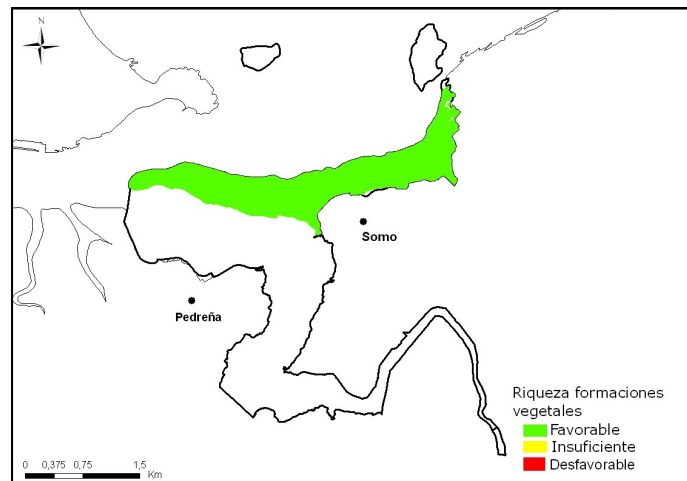 N
Somo
Pedreña
Riqueza formaciones
vegetales
Favorable
Insuficiente
Desfavorable
0 0,375 0,75 1,5
Km